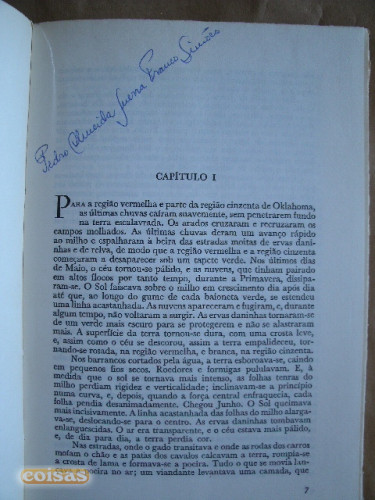 Pedro Almeida Guerra Franco Simões
CAPÍTULO I
PARA a região vermelha e parte da região cinzenta de Oklahoma,
as últimas chuvas caíram suavemente, sem penetrarem fundo
na terra escalavrada. Os arados cruzaram e recruzaram os
campos molhados. As últimas chuvas deram um avanço rápido
ao milho e espalharam à beira das estradas moitas de ervas dani-
nhas e de relva, de modo que a região vermelha e a região cinzenta
começaram a desaparecer sob um tapete verde. Nos últimos dias
de Maio, o céu tornou-se pálido, e as nuvens, que tinham pairado
em altos flocos por tanto tempo, durante a Primavera, dissipa-
ram-se. O Sol faiscava sobre o milho em crescimento dia após dia
até que, ao longo do gume de cada baioneta verde, se estendeu
uma linha acastanhada. As nuvens apareceram e fugiram, e, durante
algum tempo, não voltaram a surgir. As ervas daninhas tornaram-se
de um verde mais escuro para se protegerem e não se alastraram
mais. A superfície da terra tornou-se dura, com uma crosta leve,
e, assim como o céu se descorou, assim a terra empalideceu, tor-
nando-se rosada, na região vermelha, e branca, na região cinzenta.
Nos barrancos cortados pela água, a terra esboroava-se, caindo
em pequenos fios secos. Roedores e formigas pululavam. E, à
medida que o sol se tornava mais intenso, as folhas tenras do
milho perdiam rigidez e verticalidade; inclinavam-se a princípio
numa curva, e, depois, quando a força central enfraquecia, cada
folha pendia desanimadamente. Chegou Junho. O Sol queimava
mais incisivamente. A linha acastanhada das folhas do milho alarga-
va-se, deslocando-se para o centro. As ervas daninhas tombavam
enlanguescidas. O ar era transparente e o céu estava mais pálido,
e, de dia para dia, a terra perdia cor.
Nas estradas, onde o gado transitava e onde as rodas dos carros
moíam o chão e as patas dos cavalos calcavam a terra, rompia-se
a crosta de lama e formava-se a poeira. Tudo o que se movia lan-
çava poeira no ar; um viandante levantava uma camada, que
7
coisas